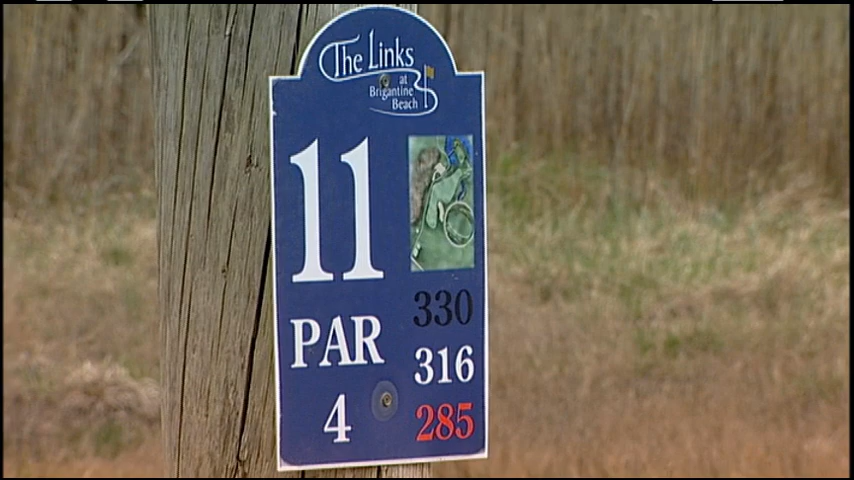 The Links
at
Brigantine
Beach
11
PAR
4
330
316
285